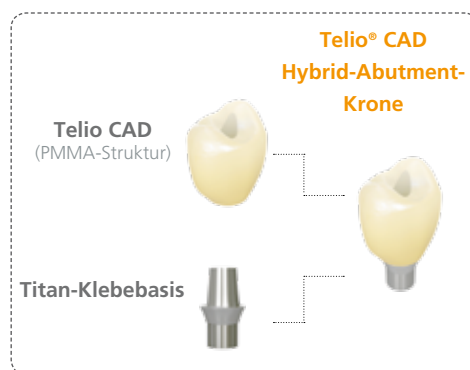 Telio® CAD
Hybrid-Abutment-
Krone
Telio CAD
(PMMA-Struktur)
Titan-Klebebasis